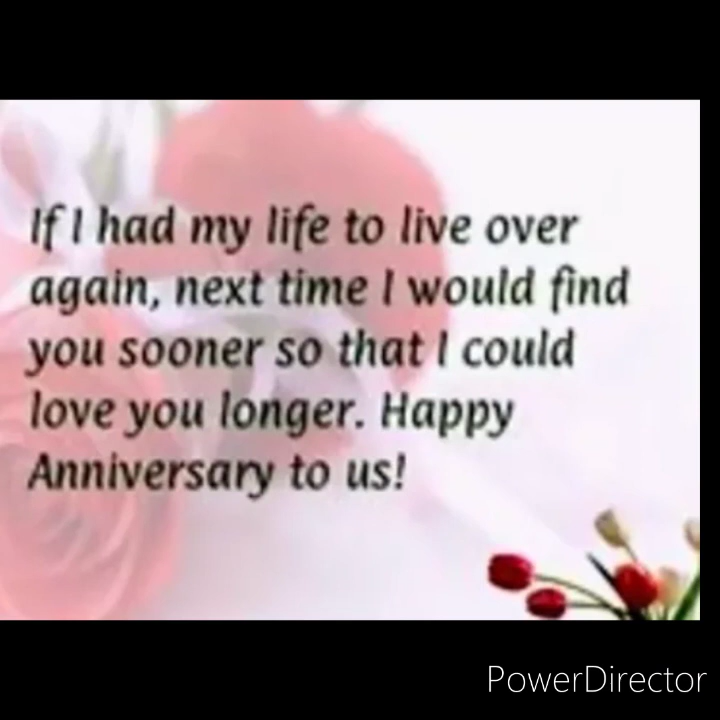 If I had my life to live over
again, next time I would find
you sooner so that I could
love you longer. Happy
Anniversary to us!
PowerDirector